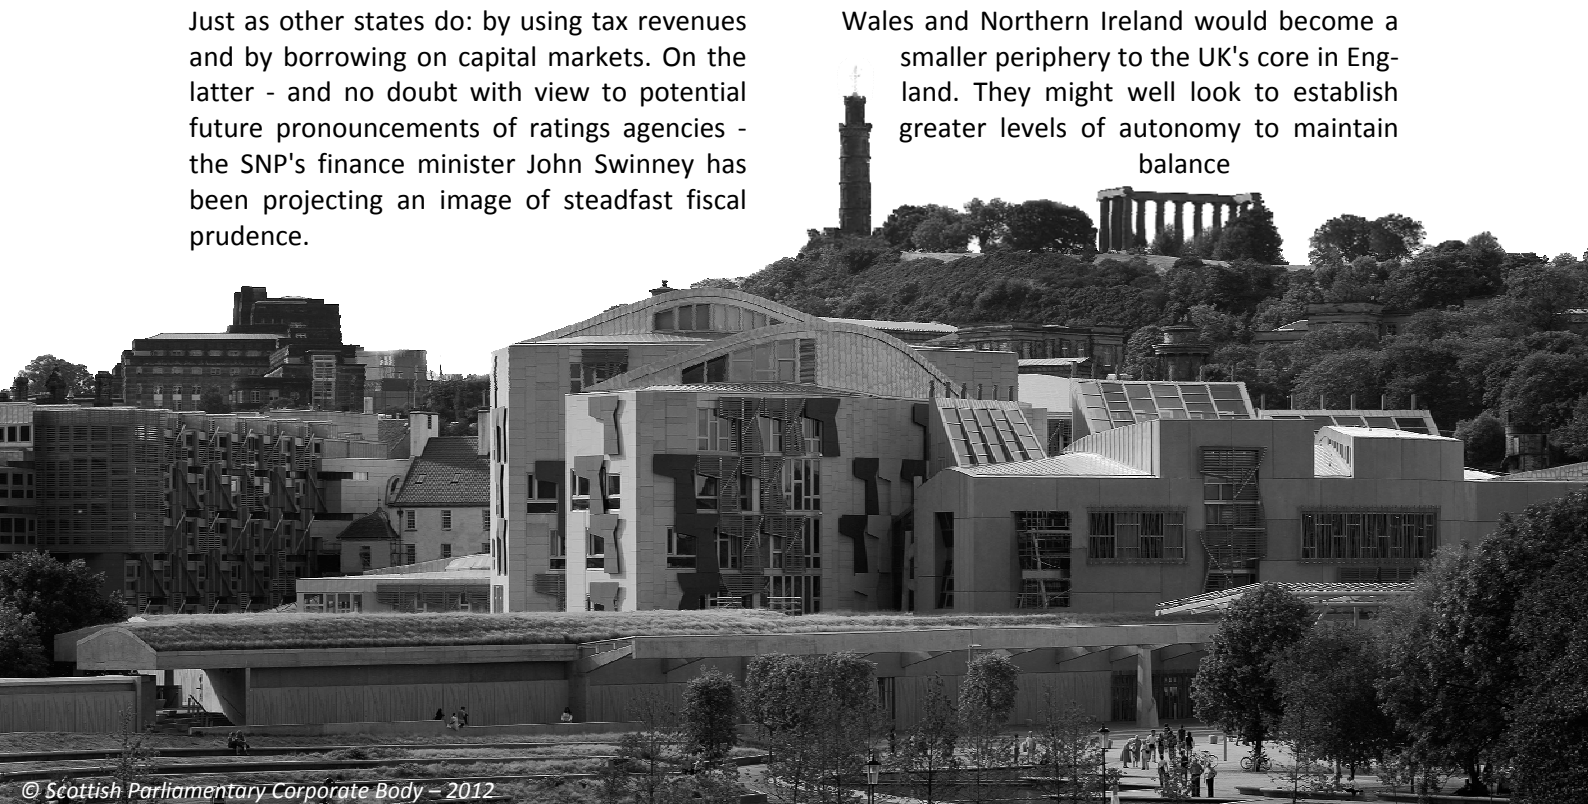 Just as other states do: by using tax revenues
and by borrowing on capital markets. On the
latter - and no doubt with view to potential
future pronouncements of ratings agencies -
the SNP's finance minister John Swinney has
been projecting an image of steadfast fiscal
prudence.
Wales and Northern Ireland would become a
smaller periphery to the UK's core in Eng-
land. They might well look to establish
greater levels of autonomy to maintain
balance
© Scottish Parliamentary Corporate Body – 2012